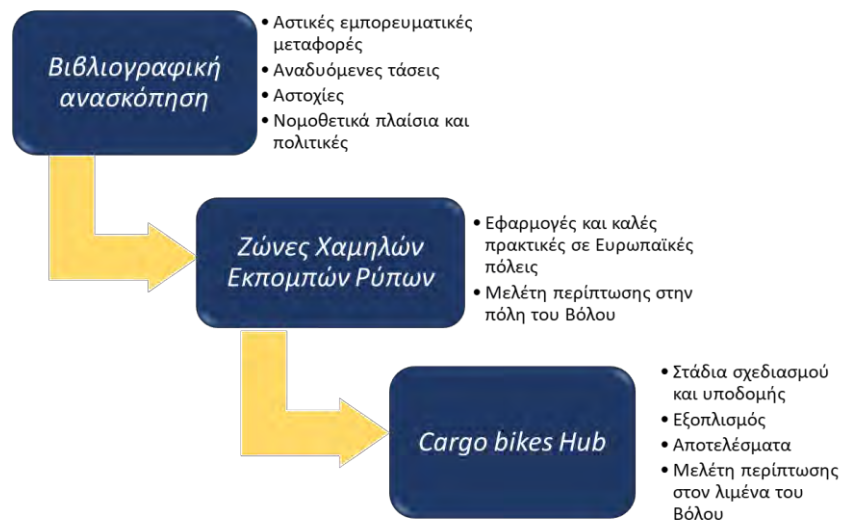 Βιβλιογραφική
ανασκόπηση
• Αστικές εμπορευματικές
μεταφορές
• Αναδυόμενες τάσεις
• Αστοχίες
• Νομοθετικά πλαίσια και
πολιτικές
Ζώνες Χαμηλών
Εκπομπών Ρύπων
• Εφαρμογές και καλές
πρακτικές σε Ευρωπαϊκές
πόλεις
• Μελέτη περίπτωσης στην
πόλη του Βόλου
Cargo bikes Hub
• Στάδια σχεδιασμού
και υποδομής
• Εξοπλισμός
• Αποτελέσματα
• Μελέτη περίπτωσης
στον λιμένα του
Βόλου